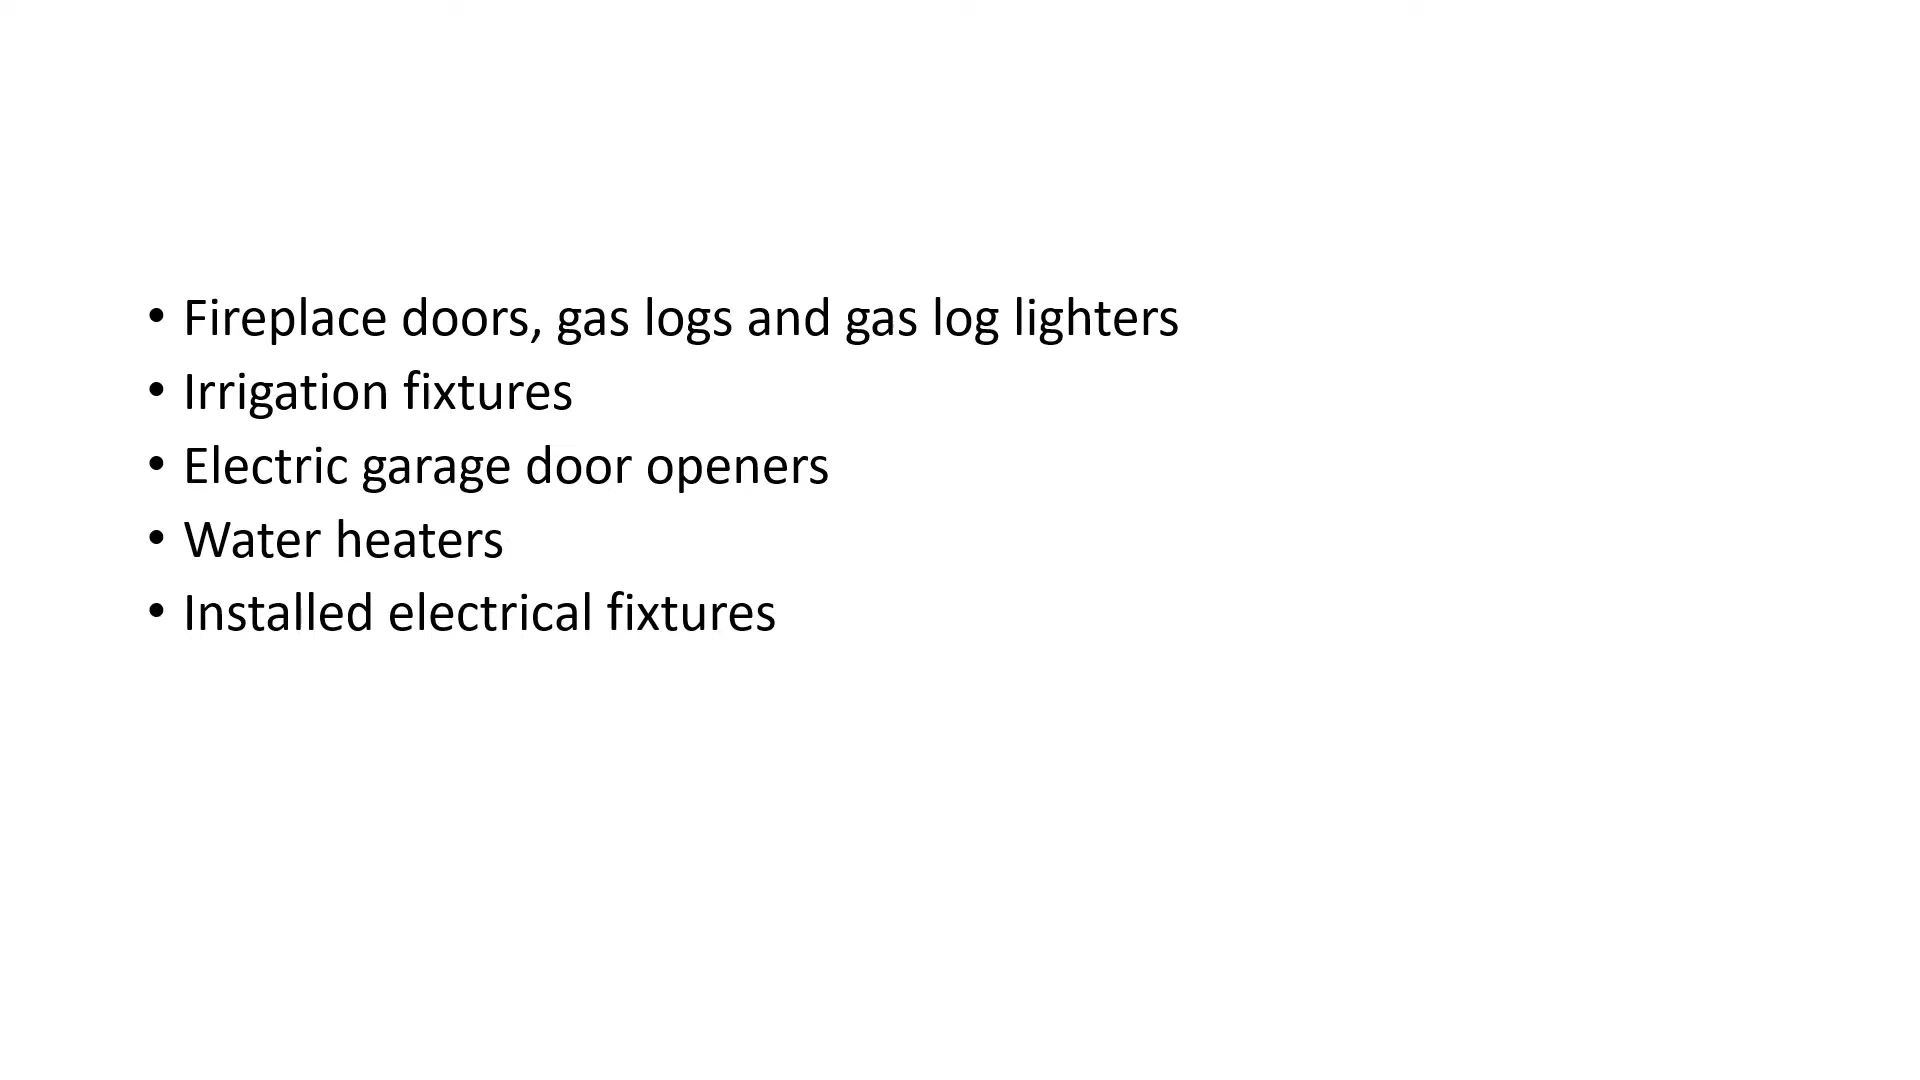 • Fireplace doors, gas logs and gas log lighters
• Irrigation fixtures
• Electric garage door openers
• Water heaters
• Installed electrical fixtures